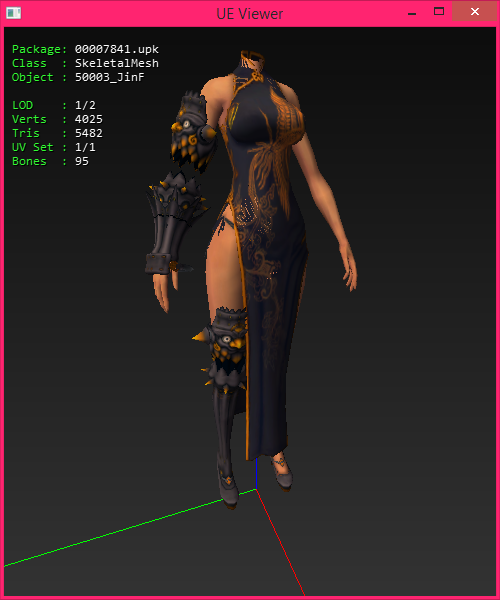 UE Viewer
Package: 00007841.upk
Class : SkeletalMesh
Object : 50003_JinF
LOD : 1/2
Verts : 4025
Tris : 5482
UV Set : 1/1
Bones : 95